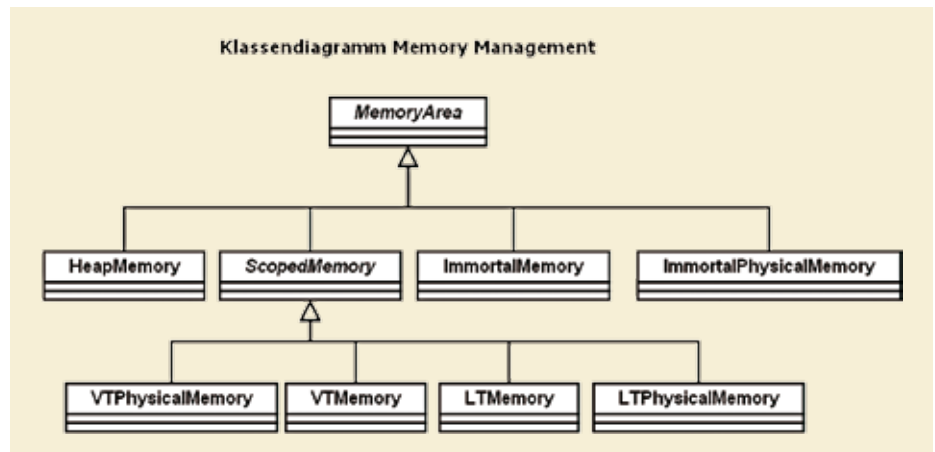 Klassendiagramm Memory Management
MemoryArea
HeapMemory ScopedMemory ImmortalMemory ImmortalPhysicalMemory
VTPhysicalMemory VTMemory LTMemory LTPhysicalMemory